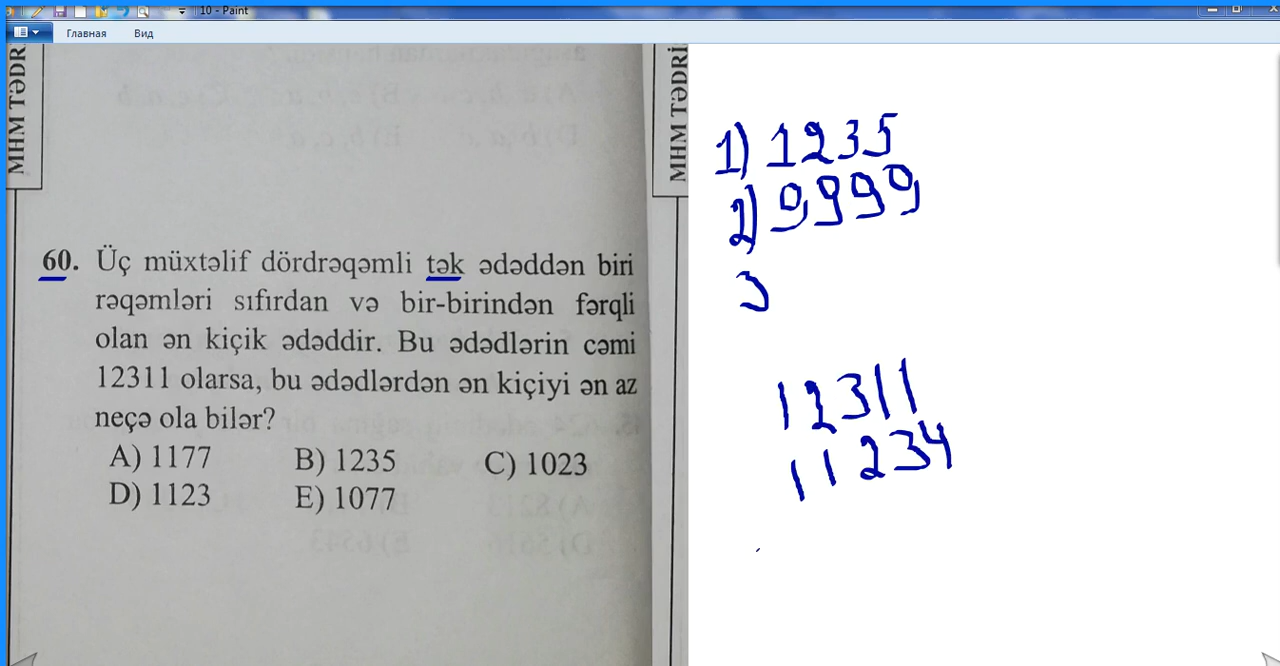 10 - Paint
Главная Вид
MHM TƏDR
MHM TƏDRİ
60. Üç müxtəlif dördrəqəmli tək ədəddən biri
rəqəmləri sıfırdan və bir-birindən fərqli
olan ən kiçik ədəddir. Bu ədədlərin cəmi
12311 olarsa, bu ədədlərdən ən kiçiyi ən az
neçə ola bilər?
A) 1177 B) 1235 C) 1023
D) 1123 E) 1077
1) 1235
2) 9999
3
12311
11234